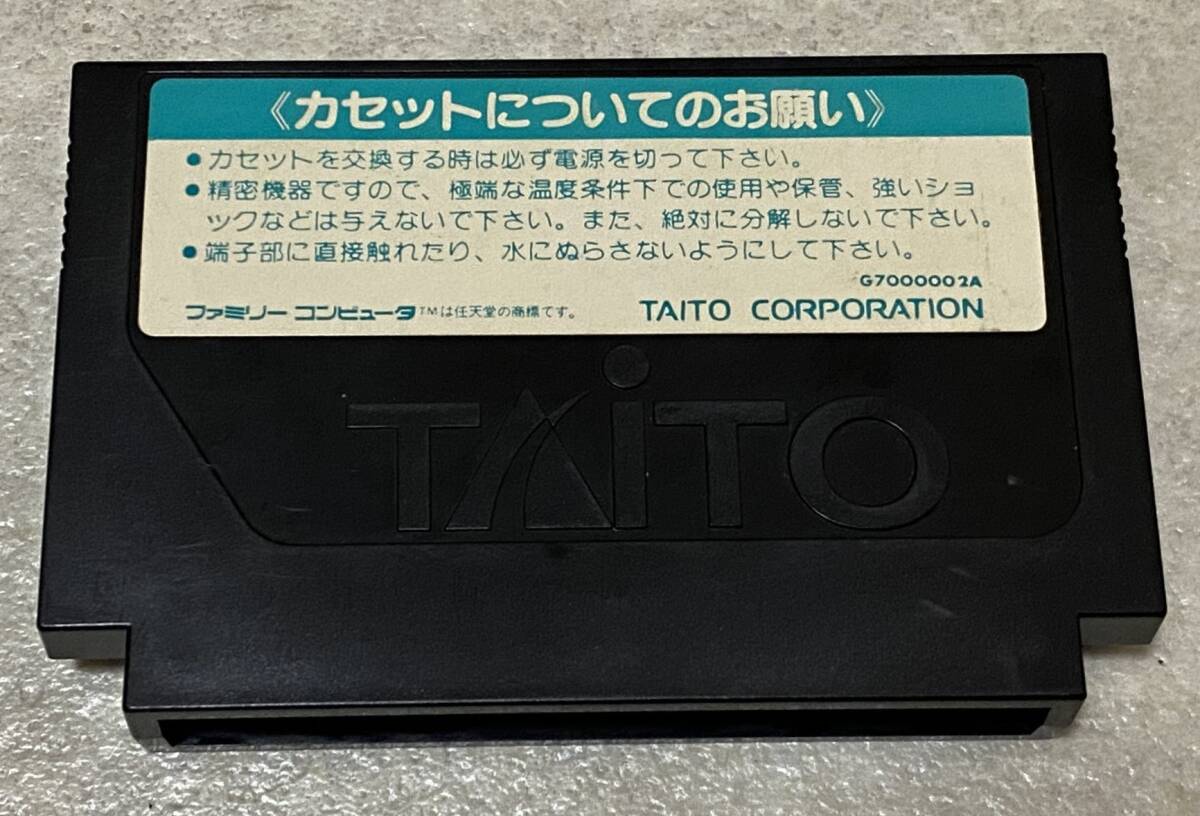 《カセットについてのお願い》
●カセットを交換する時は必ず電源を切って下さい。
●精密機器ですので、極端な温度条件下での使用や保管、強いショ
ックなどは与えないで下さい。また、絶対に分解しないで下さい。
●端子部に直接触れたり、水にぬらさないようにして下さい。
G7000002A
ファミリーコンピュータ™は任天堂の商標です。 TAITO CORPORATION
TAiTO